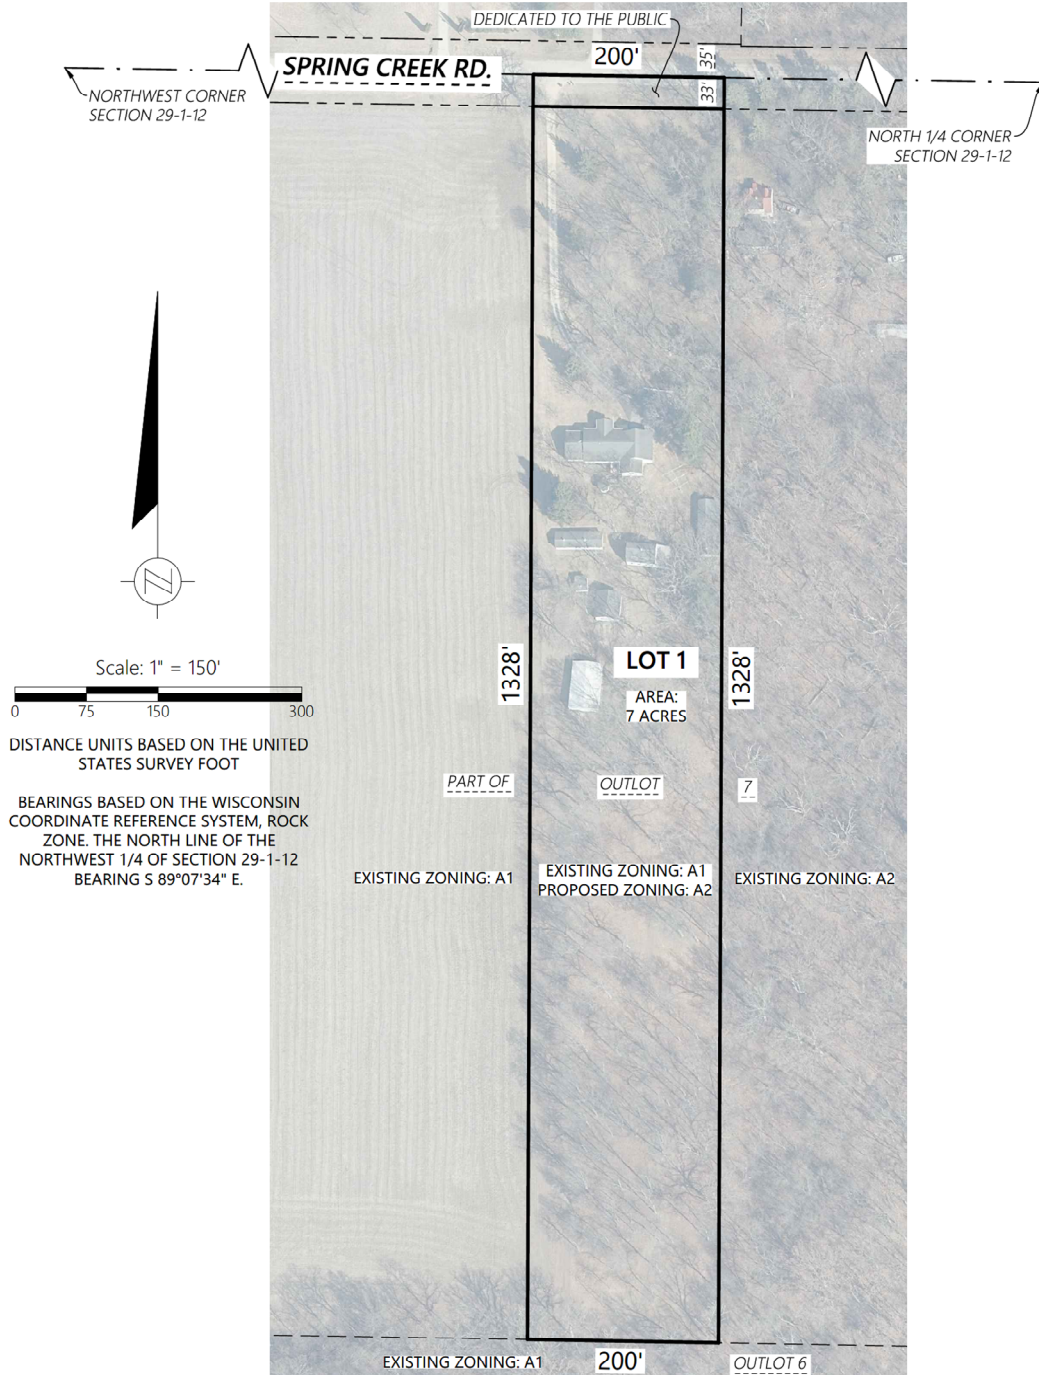 DEDICATED TO THE PUBLIC
200'
35'
SPRING CREEK RD.
33'
NORTHWEST CORNER
SECTION 29-1-12
NORTH 1/4 CORNER
SECTION 29-1-12
1328'
LOT 1
1328'
AREA:
7 ACRES
Scale: 1" = 150'
0 75 150 300
DISTANCE UNITS BASED ON THE UNITED
STATES SURVEY FOOT
PART OF OUTLOT 7
BEARINGS BASED ON THE WISCONSIN
COORDINATE REFERENCE SYSTEM, ROCK
ZONE. THE NORTH LINE OF THE
NORTHWEST 1/4 OF SECTION 29-1-12
BEARING S 89°07'34" E.
EXISTING ZONING: A1
EXISTING ZONING: A1
PROPOSED ZONING: A2
EXISTING ZONING: A2
EXISTING ZONING: A1
200'
OUTLOT 6
N